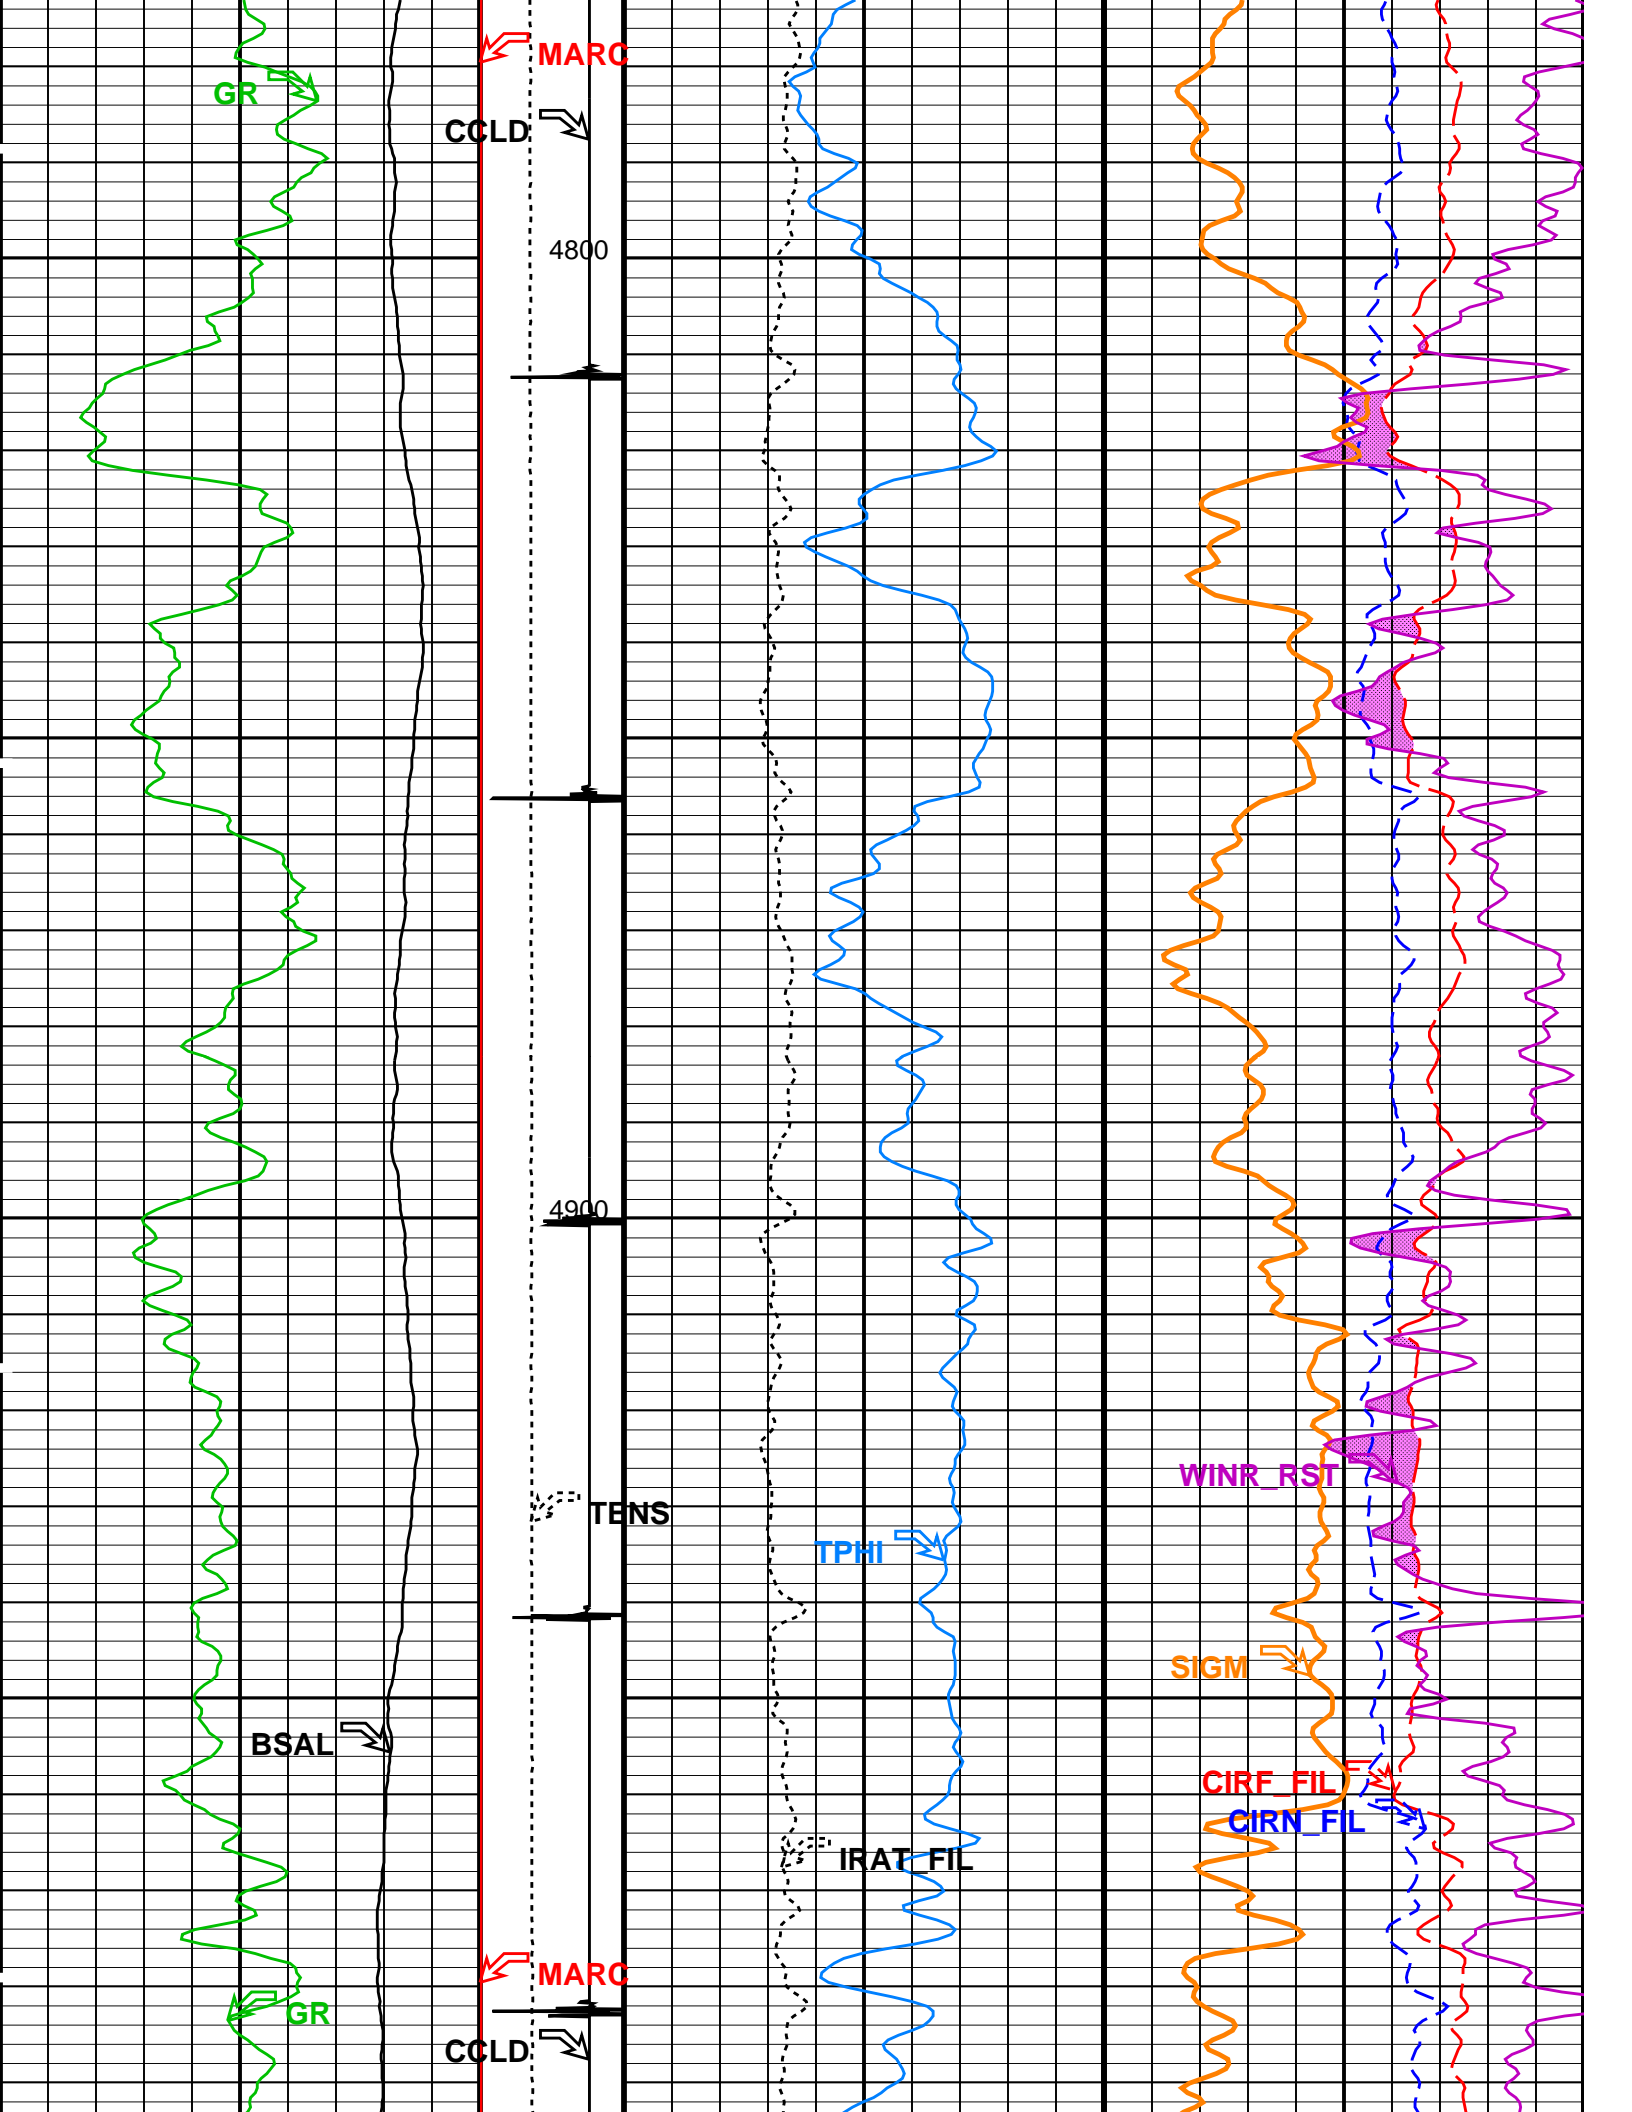 MARC
GR
CCLD
4800
4900
WINR_RST
TENS
TPHI
SIGM
BSAL
CIRF_FIL
CIRN_FIL
IRAT_FIL
MARC
GR
CCLD